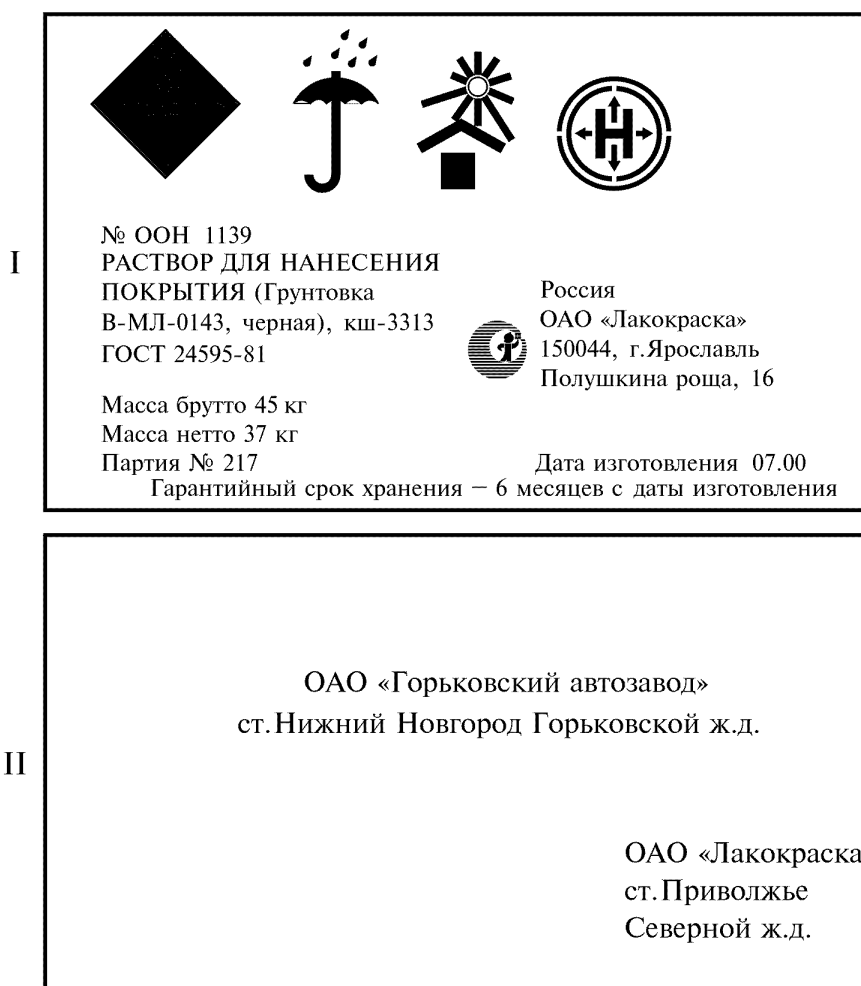 I
№ ООН 1139
РАСТВОР ДЛЯ НАНЕСЕНИЯ
ПОКРЫТИЯ (Грунтовка
В-МЛ-0143, черная), кш-3313
ГОСТ 24595-81
Россия
ОАО «Лакокраска»
150044, г.Ярославль
Полушкина роща, 16
Масса брутто 45 кг
Масса нетто 37 кг
Партия № 217
Дата изготовления 07.00
Гарантийный срок хранения – 6 месяцев с даты изготовления
II
ОАО «Горьковский автозавод»
ст.Нижний Новгород Горьковской ж.д.
ОАО «Лакокраска
ст.Приволжье
Северной ж.д.